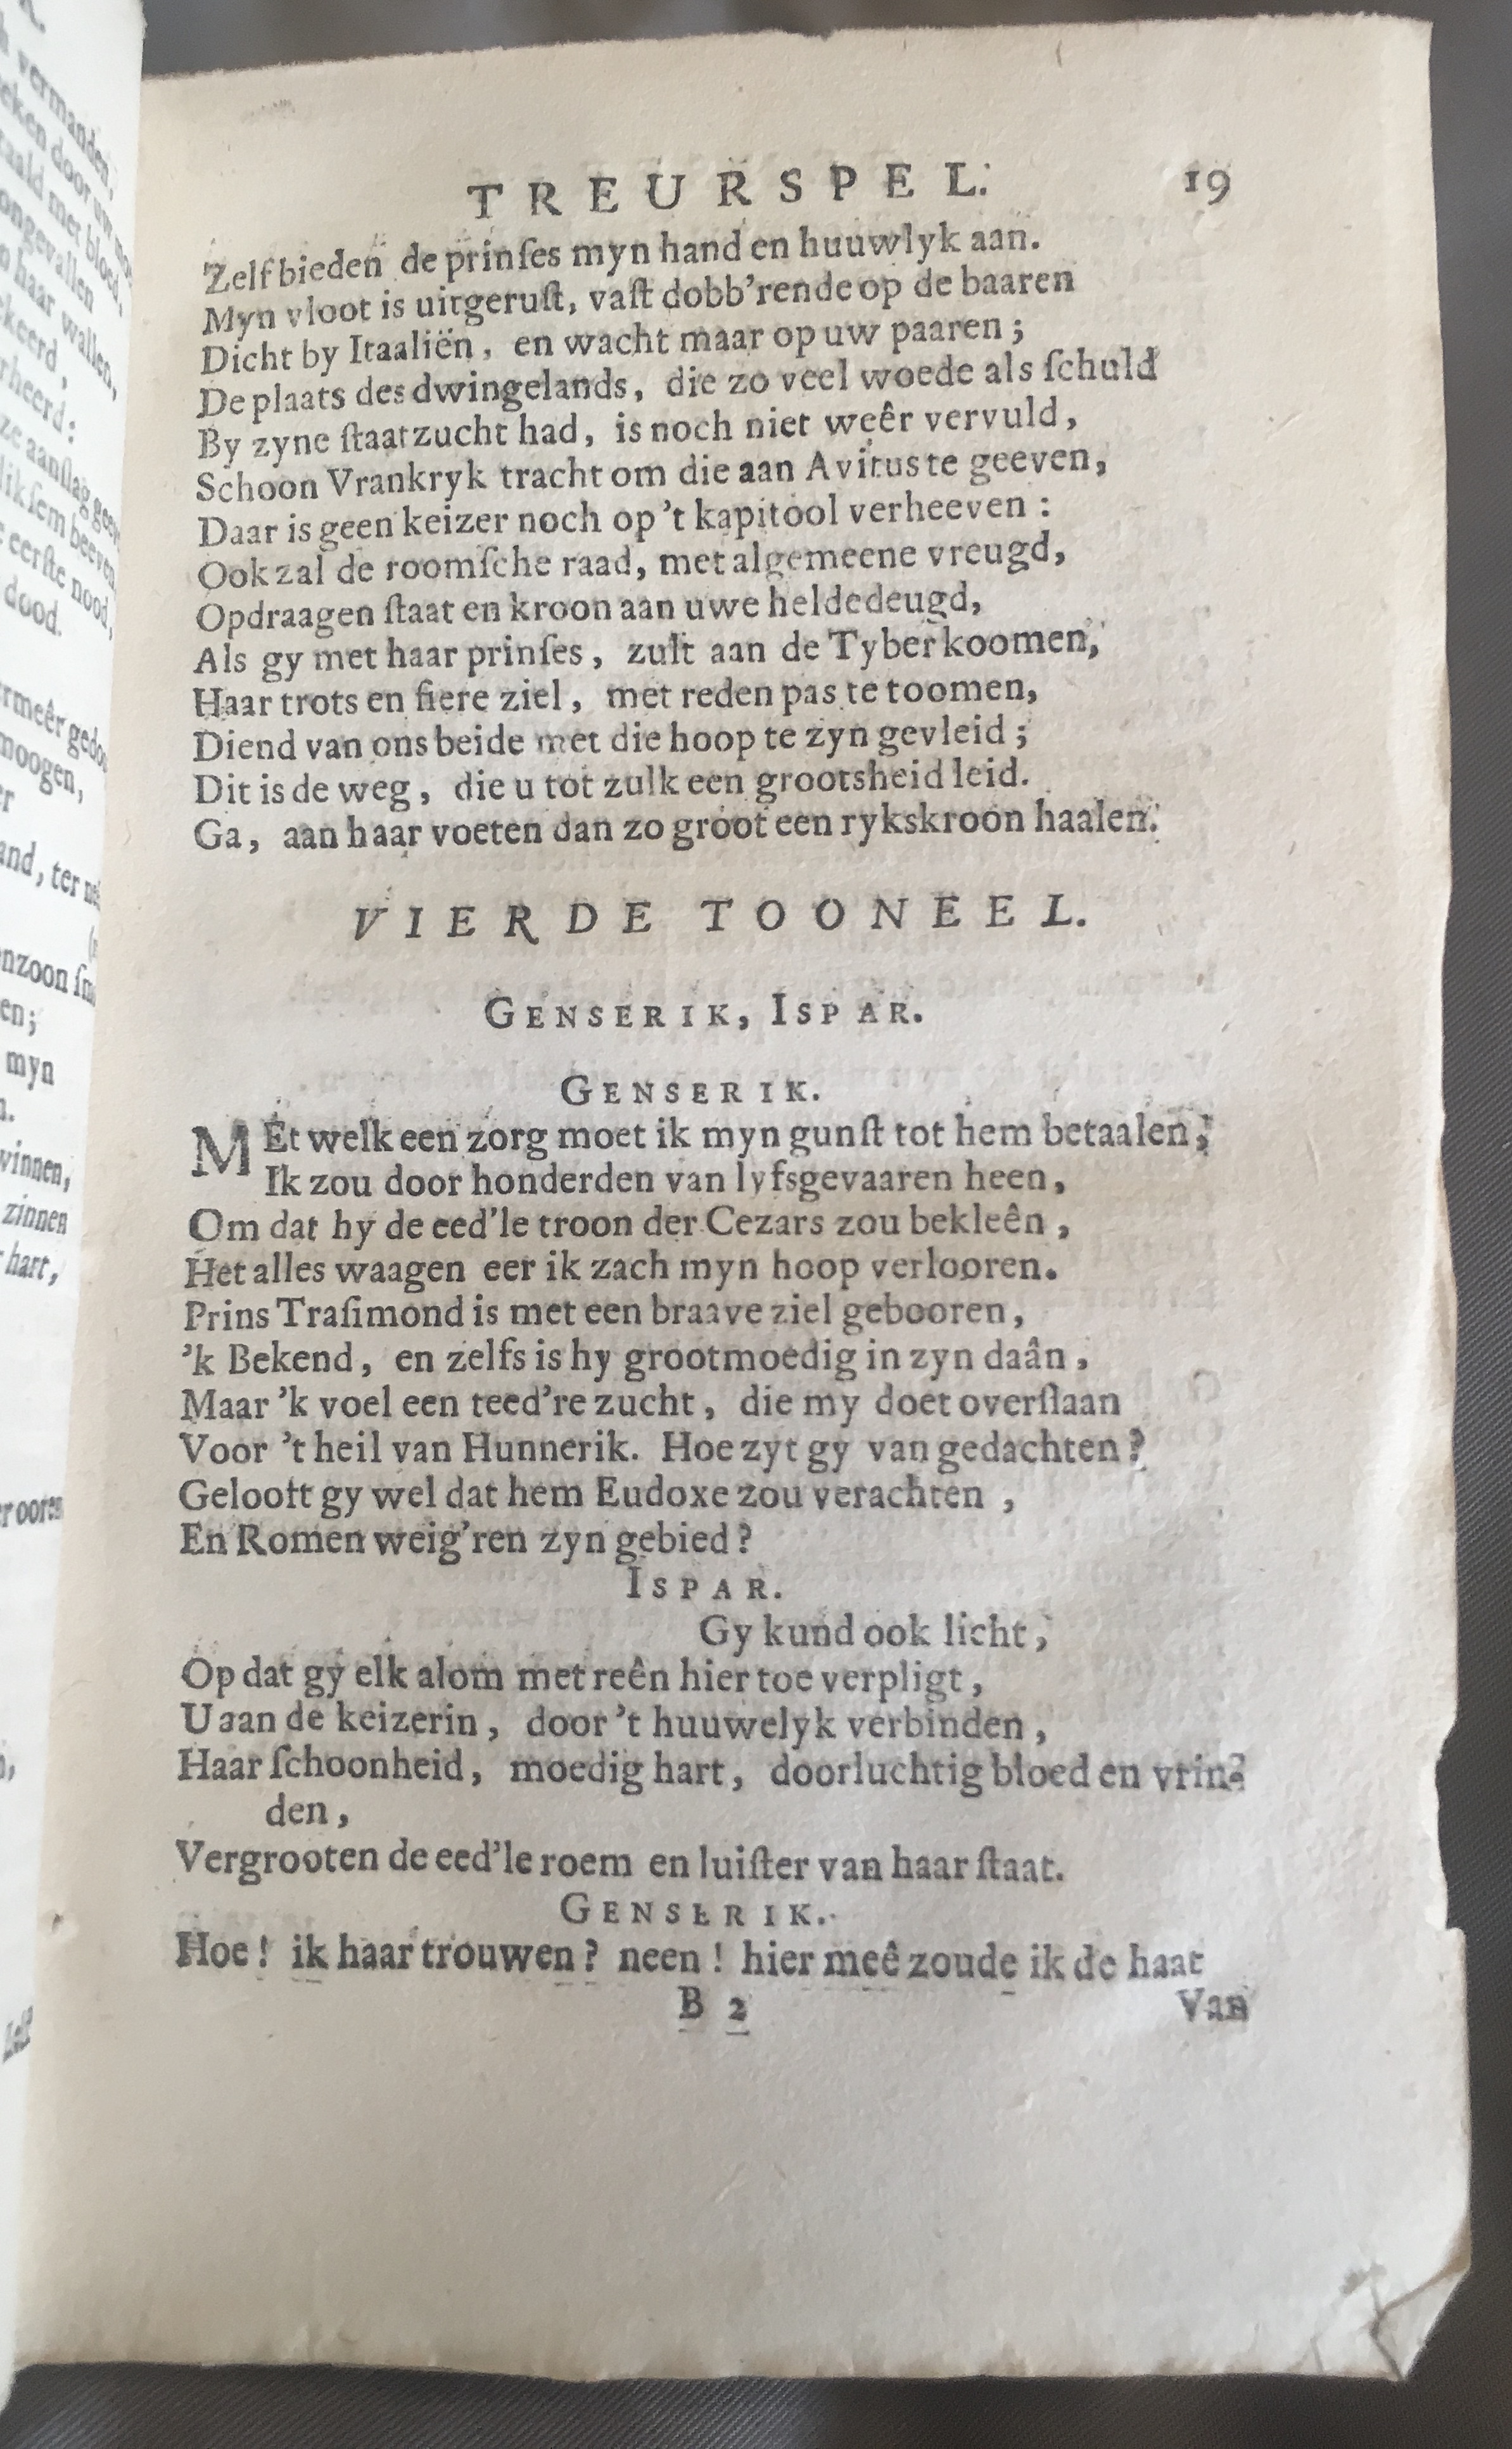 TREURSPEL. 19
Zelf bieden de prinſes myn hand en huuwlyk aan.
Myn vloot is uitgeruſt, vaſt dobb'rende op de baaren
Dicht by Itaaliën, en wacht maar op uw paaren;
De plaats des dwingelands, die zo veel woede als ſchuld
By zyne ſtaatzucht had, is noch niet weêr vervuld,
Schoon Vrankryk tracht om die aan Avitus te geeven,
Daar is geen keizer noch op 't kapitool verheeven:
Ook zal de roomſche raad, met algemeene vreugd,
Opdraagen ſtaat en kroon aan uwe heldedeugd,
Als gy met haar prinſes, zult aan de Tyber koomen,
Haar trots en fiere ziel, met reden pas te toomen,
Diend van ons beide met die hoop te zyn gevleid;
Dit is de weg, die u tot zulk een grootsheid leid.
Ga, aan haar voeten dan zo groot een rykskroon haalen.
VIERDE TOONEEL.
GENSERIK, ISPAR.
GENSERIK.
MEt welk een zorg moet ik myn gunſt tot hem betaalen;
Ik zou door honderden van lyfsgevaaren heen,
Om dat hy de eed'le troon der Cezars zou bekleên,
Het alles waagen eer ik zach myn hoop verlooren.
Prins Traſimond is met een braave ziel gebooren,
'k Bekend, en zelfs is hy grootmoedig in zyn daân,
Maar 'k voel een teed're zucht, die my doet overſlaan
Voor 't heil van Hunnerik. Hoe zyt gy van gedachten?
Gelooft gy wel dat hem Eudoxe zou verachten,
En Romen weig'ren zyn gebied?
ISPAR.
Gy kund ook licht,
Op dat gy elk alom met reên hier toe verpligt,
U aan de keizerin, door 't huuwelyk verbinden,
Haar ſchoonheid, moedig hart, doorluchtig bloed en vrin-
den,
Vergrooten de eed'le roem en luiſter van haar ſtaat.
GENSERIK.
Hoe! ik haar trouwen? neen! hier meê zoude ik de haat
B 2 Van